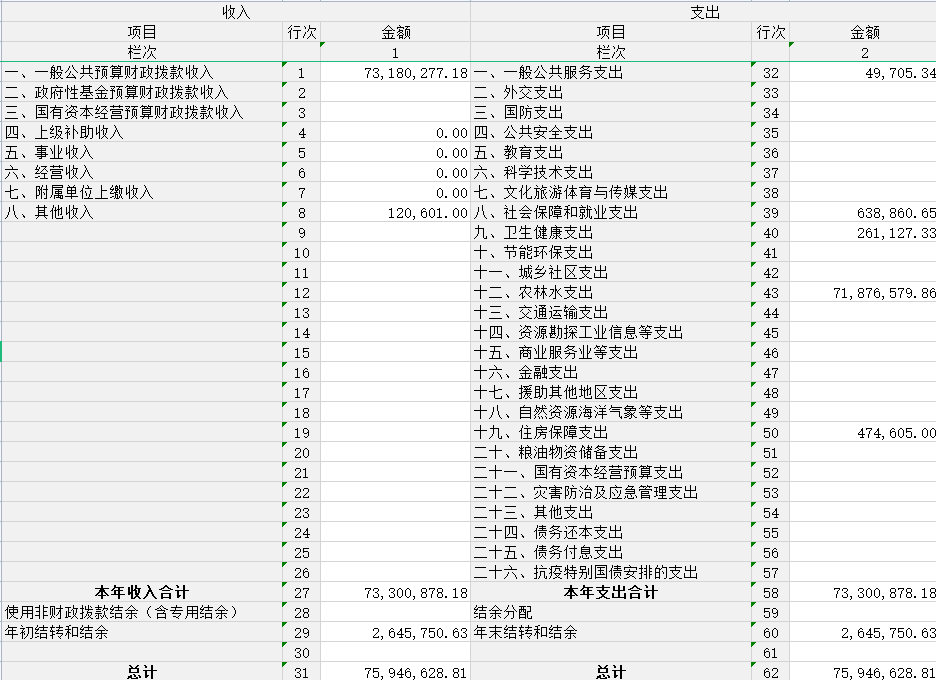 收入 支出
项目 行次 金额 项目 行次 金额
栏次 1 栏次 2
一、一般公共预算财政拨款收入 1 73,180,277.18 一、一般公共服务支出 32 49,705.34
二、政府性基金预算财政拨款收入 2 二、外交支出 33
三、国有资本经营预算财政拨款收入 3 三、国防支出 34
四、上级补助收入 4 0.00 四、公共安全支出 35
五、事业收入 5 0.00 五、教育支出 36
六、经营收入 6 0.00 六、科学技术支出 37
七、附属单位上缴收入 7 0.00 七、文化旅游体育与传媒支出 38
八、其他收入 8 120,601.00 八、社会保障和就业支出 39 638,860.65
9 九、卫生健康支出 40 261,127.33
10 十、节能环保支出 41
11 十一、城乡社区支出 42
12 十二、农林水支出 43 71,876,579.86
13 十三、交通运输支出 44
14 十四、资源勘探工业信息等支出 45
15 十五、商业服务业等支出 46
16 十六、金融支出 47
17 十七、援助其他地区支出 48
18 十八、自然资源海洋气象等支出 49
19 十九、住房保障支出 50 474,605.00
20 二十、粮油物资储备支出 51
21 二十一、国有资本经营预算支出 52
22 二十二、灾害防治及应急管理支出 53
23 二十三、其他支出 54
24 二十四、债务还本支出 55
25 二十五、债务付息支出 56
26 二十六、抗疫特别国债安排的支出 57
本年收入合计 27 73,300,878.18 本年支出合计 58 73,300,878.18
使用非财政拨款结余（含专用结余） 28 结余分配 59
年初结转和结余 29 2,645,750.63 年末结转和结余 60 2,645,750.63
30 61
总计 31 75,946,628.81 总计 62 75,946,628.81